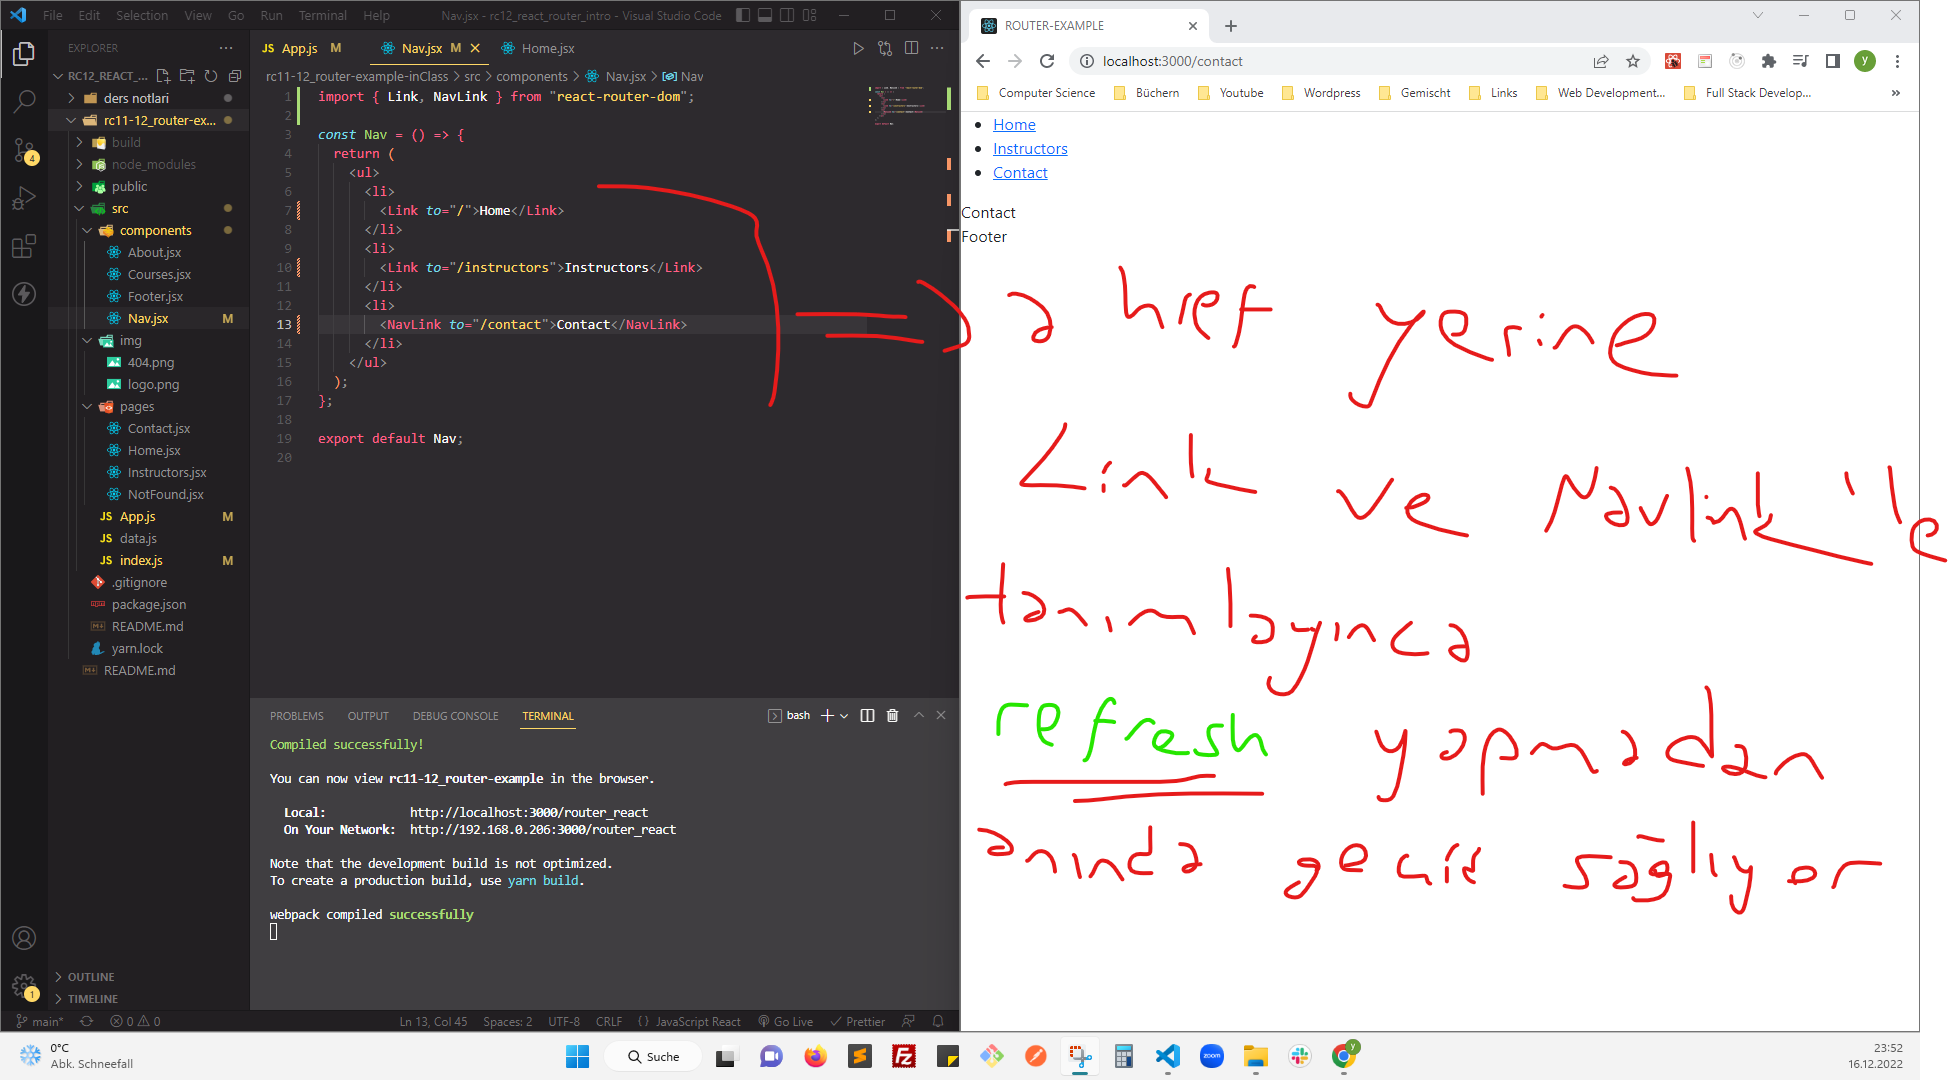 File Edit Selection View Go Run Terminal Help
Nav.jsx - rc12_react_router_intro - Visual Studio Code
EXPLORER
RC12_REACT_...
ders notlari
rc11-12_router-ex...
build
node_modules
public
src
components
About.jsx
Courses.jsx
Footer.jsx
Nav.jsx M
img
404.png
logo.png
pages
Contact.jsx
Home.jsx
Instructors.jsx
NotFound.jsx
JS App.js M
JS data.js
JS index.js M
.gitignore
package.json
README.md
yarn.lock
README.md
OUTLINE
TIMELINE
4
1
JS App.js M Nav.jsx M Home.jsx
rc11-12_router-example-inClass > src > components > Nav.jsx > Nav
1 import { Link, NavLink } from "react-router-dom";
2
3 const Nav = () => {
4 return (
5 <ul>
6 <li>
7 <Link to="/">Home</Link>
8 </li>
9 <li>
10 <Link to="/instructors">Instructors</Link>
11 </li>
12 <li>
13 <NavLink to="/contact">Contact</NavLink>
14 </li>
15 </ul>
16 );
17 };
18
19 export default Nav;
20
PROBLEMS OUTPUT DEBUG CONSOLE TERMINAL bash
Compiled successfully!
You can now view rc11-12_router-example in the browser.
Local: http://localhost:3000/router_react
On Your Network: http://192.168.0.206:3000/router_react
Note that the development build is not optimized.
To create a production build, use yarn build.
webpack compiled successfully
main* 0 0 Ln 13, Col 45 Spaces: 2 UTF-8 CRLF {} JavaScript React Go Live Prettier
ROUTER-EXAMPLE
localhost:3000/contact
y
Computer Science Büchern Youtube Wordpress Gemischt Links Web Development... Full Stack Develop... »
Home
Instructors
Contact
Contact
Footer
a href yerine
Link ve Navlink 'le
tanımlayınca
refresh yapmadan
anında gecis sağlıyor
0°C
Abk. Schneefall
Suche
zoom
y
23:52
16.12.2022